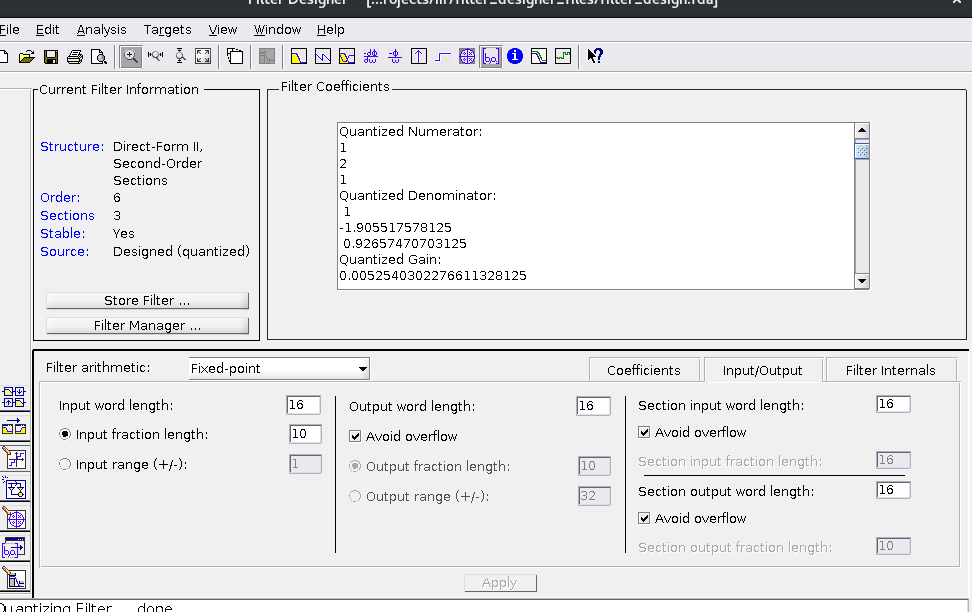 Filter Designer - [...rojects/iir/filter_designer_files/filter_design.fda]
File Edit Analysis Targets View Window Help
Current Filter Information
Structure: Direct-Form II,
Second-Order
Sections
Order: 6
Sections 3
Stable: Yes
Source: Designed (quantized)
Store Filter ...
Filter Manager ...
Filter Coefficients
Quantized Numerator:
1
2
1
Quantized Denominator:
1
-1.905517578125
0.92657470703125
Quantized Gain:
0.0052540302276611328125
Filter arithmetic: Fixed-point
Coefficients Input/Output Filter Internals
Input word length: 16
Input fraction length: 10
Input range (+/-): 1
Output word length: 16
Avoid overflow
Output fraction length: 10
Output range (+/-): 32
Section input word length: 16
Avoid overflow
Section input fraction length: 16
Section output word length: 16
Avoid overflow
Section output fraction length: 10
Apply
Quantizing Filter ... done